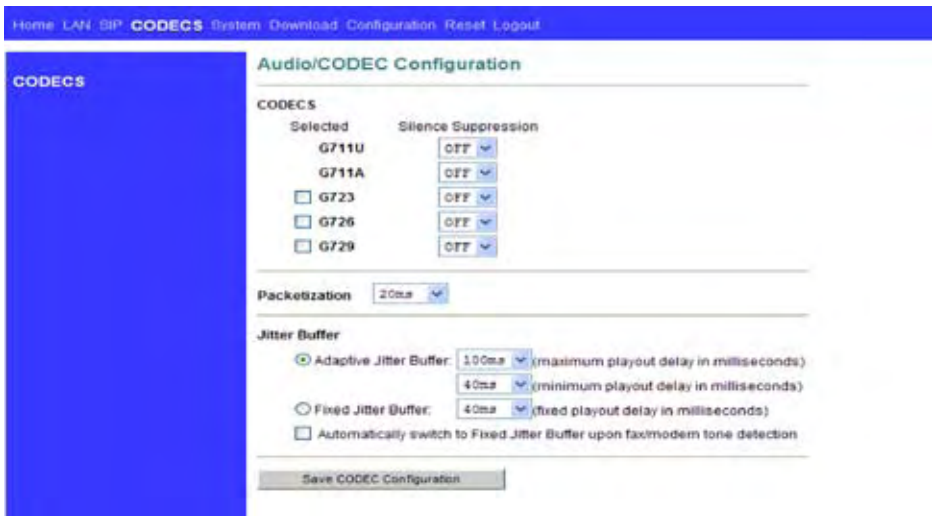 Home LAN SIP CODECS System Download Configuration Reset Logout
CODECS
Audio/CODEC Configuration
CODECS
Selected Silence Suppression
G711U OFF
G711A OFF
G723 OFF
G726 OFF
G729 OFF
Packetization 20ms
Jitter Buffer
Adaptive Jitter Buffer: 100ms (maximum playout delay in milliseconds)
40ms (minimum playout delay in milliseconds)
Fixed Jitter Buffer: 40ms (fixed playout delay in milliseconds)
Automatically switch to Fixed Jitter Buffer upon fax/modem tone detection
Save CODEC Configuration